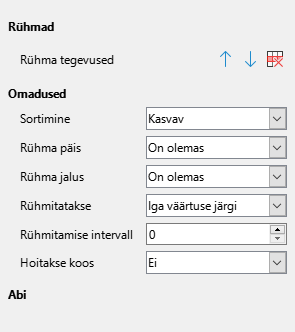 Rühmad
Rühma tegevused
Omadused
Sortimine Kasvav
Rühma päis On olemas
Rühma jalus On olemas
Rühmitatakse Iga väärtuse järgi
Rühmitamise intervall 0
Hoitakse koos Ei
Abi